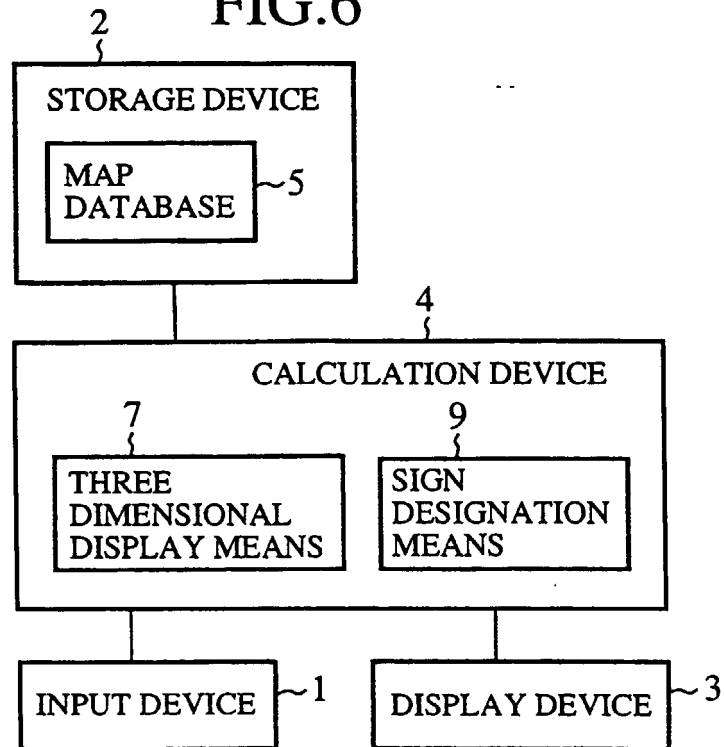 FIG.6
2
STORAGE DEVICE
MAP
DATABASE
5
4
CALCULATION DEVICE
7
THREE
DIMENSIONAL
DISPLAY MEANS
9
SIGN
DESIGNATION
MEANS
INPUT DEVICE
1
DISPLAY DEVICE
3